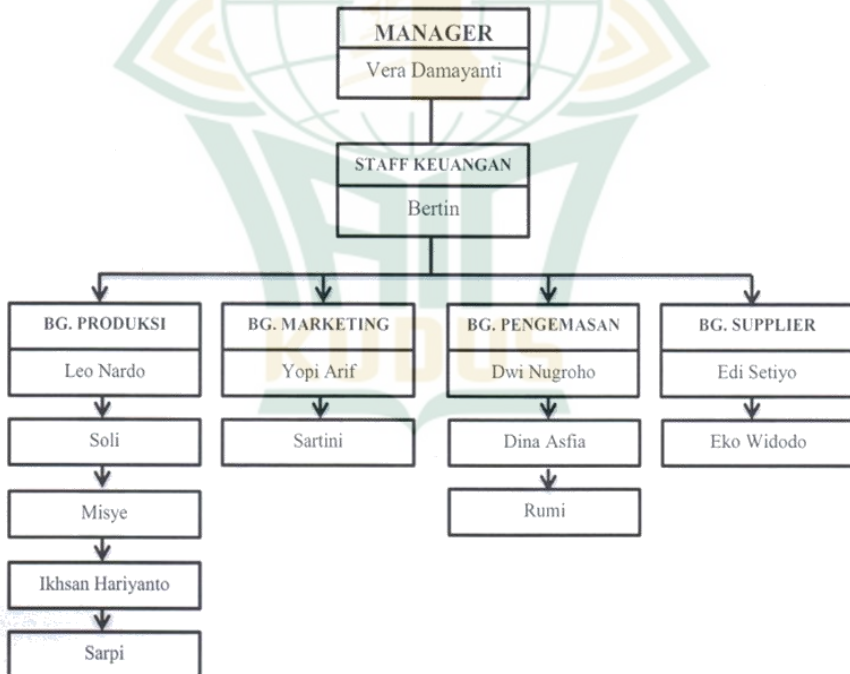 MANAGER
Vera Damayanti
STAFF KEUANGAN
Bertin
BG. PRODUKSI
Leo Nardo
Soli
Misye
Ikhsan Hariyanto
Sarpi
BG. MARKETING
Yopi Arif
Sartini
BG. PENGEMASAN
Dwi Nugroho
Dina Asfia
Rumi
BG. SUPPLIER
Edi Setiyo
Eko Widodo
KUDUS